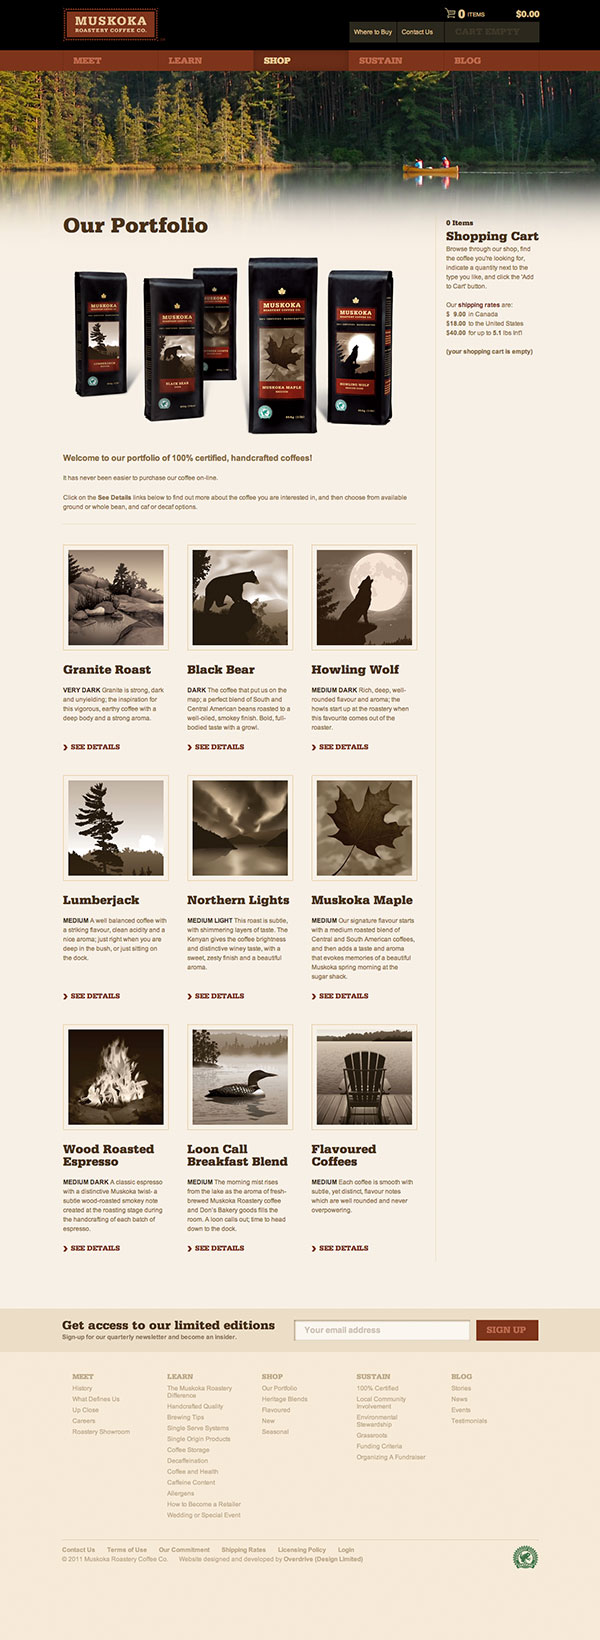 MUSKOKA
ROASTERY COFFEE CO.
0 ITEMS
$0.00
Where to Buy
Contact Us
CART EMPTY
MEET
LEARN
SHOP
SUSTAIN
BLOG
Our Portfolio
0 Items
Shopping Cart
Browse through our shop, find
the coffee you're looking for,
indicate a quantity next to the
type you like, and click the 'Add
to Cart' button.
Our shipping rates are:
$ 9.00 in Canada
$18.00 to the United States
$40.00 for up to 5.1 lbs Int'l
(your shopping cart is empty)
MUSKOKA
MUSKOKA
MUSKOKA
MUSKOKA
MUSKOKA
BLACK BEAR
MUSKOKA MAPLE
HOWLING WOLF
Welcome to our portfolio of 100% certified, handcrafted coffees!
It has never been easier to purchase our coffee on-line.
Click on the See Details links below to find out more about the coffee you are interested in, and then choose from available
ground or whole bean, and caf or decaf options.
Granite Roast
VERY DARK Granite is strong, dark
and unyielding; the inspiration for
this vigorous, earthy coffee with a
deep body and a strong aroma.
SEE DETAILS
Black Bear
DARK The coffee that put us on the
map; a perfect blend of South and
Central American beans roasted to a
well-oiled, smokey finish. Bold, full-
bodied taste with a growl.
SEE DETAILS
Howling Wolf
MEDIUM DARK Rich, deep, well-
rounded flavour and aroma; the
howls start up at the roastery when
this favourite comes out of the
roaster.
SEE DETAILS
Lumberjack
MEDIUM A well balanced coffee with
a striking flavour, clean acidity and a
nice aroma; just right when you are
deep in the bush, or just sitting on
the dock.
SEE DETAILS
Northern Lights
MEDIUM LIGHT This roast is subtle,
with shimmering layers of taste. The
Kenyan gives the coffee brightness
and distinctive winey taste, with a
sweet, zesty finish and a beautiful
aroma.
SEE DETAILS
Muskoka Maple
MEDIUM Our signature flavour starts
with a medium roasted blend of
Central and South American coffees,
and then adds a taste and aroma
that evokes memories of a beautiful
Muskoka spring morning at the
sugar shack.
SEE DETAILS
Wood Roasted
Espresso
MEDIUM DARK A classic espresso
with a distinctive Muskoka twist- a
subtle wood-roasted smokey note
created at the roasting stage during
the handcrafting of each batch of
espresso.
SEE DETAILS
Loon Call
Breakfast Blend
MEDIUM The morning mist rises
from the lake as the aroma of fresh-
brewed Muskoka Roastery coffee
and Don's Bakery goods fills the
room. A loon calls out; time to head
down to the dock.
SEE DETAILS
Flavoured
Coffees
MEDIUM Each coffee is smooth with
subtle, yet distinct, flavour notes
which are well rounded and never
overpowering.
SEE DETAILS
Get access to our limited editions
Sign-up for our quarterly newsletter and become an insider.
Your email address
SIGN UP
MEET
History
What Defines Us
Up Close
Careers
Roastery Showroom
LEARN
The Muskoka Roastery
Difference
Handcrafted Quality
Brewing Tips
Single Serve Systems
Single Origin Products
Coffee Storage
Decaffeination
Coffee and Health
Caffeine Content
Allergens
How to Become a Retailer
Wedding or Special Event
SHOP
Our Portfolio
Heritage Blends
Flavoured
New
Seasonal
SUSTAIN
100% Certified
Local Community
Involvement
Environmental
Stewardship
Grassroots
Funding Criteria
Organizing A Fundraiser
BLOG
Stories
News
Events
Testimonials
Contact Us
Terms of Use
Our Commitment
Shipping Rates
Licensing Policy
Login
© 2011 Muskoka Roastery Coffee Co.
Website designed and developed by Overdrive (Design Limited)